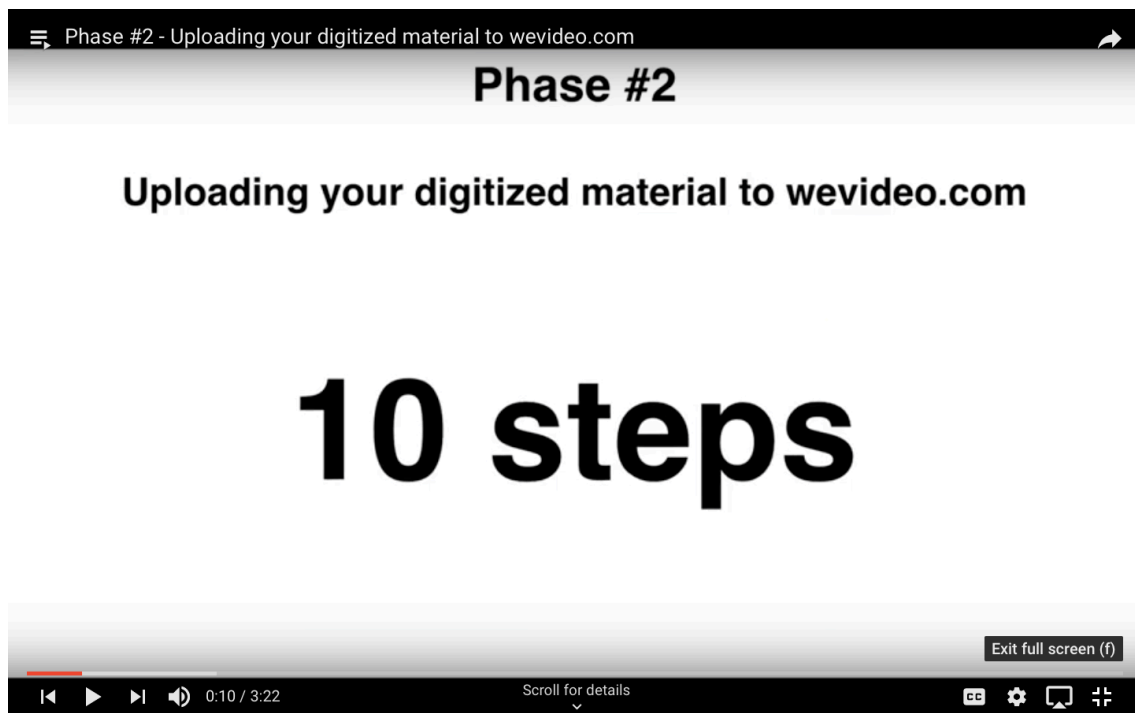 Phase #2 - Uploading your digitized material to wevideo.com
Phase #2
Uploading your digitized material to wevideo.com
10 steps
Exit full screen (f)
0:10 / 3:22
Scroll for details
CC